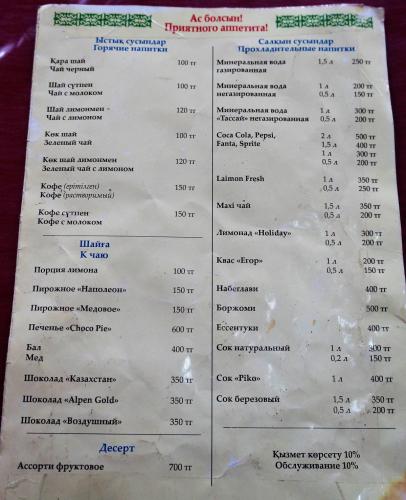 Ас болсын!
Приятного аппетита!
Ыстық сусындар
Горячие напитки
Қара шай
Чай черный 100 тг
Шай сүтпен
Чай с молоком 100 тг
Шай лимонмен
Чай с лимоном 120 тг
Көк шай
Зеленый чай 100 тг
Көк шай лимонмен
Зеленый чай с лимоном 120 тг
Кофе (ерітілген)
Кофе (растворимый) 150 тг
Кофе сүтпен
Кофе с молоком 150 тг
Шайға
К чаю
Порция лимона 100 тг
Пирожное «Наполеон» 150 тг
Пирожное «Медовое» 150 тг
Печенье «Choco Pie» 600 тг
Бал
Мед 400 тг
Шоколад «Казахстан» 350 тг
Шоколад «Alpen Gold» 350 тг
Шоколад «Воздушный» 350 тг
Десерт
Ассорти фруктовое 700 тг
Салқын сусындар
Прохладительные напитки
Минеральная вода 1,5 л 250 тг
газированная
Минеральная вода 1 л 200 тг
негазированная 0,5 л 150 тг
Минеральная вода 1 л 300 тг
«Тассай» негазированная 0,5 л 200 тг
Coca Cola, Pepsi, 2 л 500 тг
Fanta, Sprite 1,5 л 400 тг
1 л 300 тг
0,5 л 200 тг
Laimon Fresh 1 л 350 тг
0,5 л 250 тг
Maxi чай 1,5 л 350 тг
0,5 л 200 тг
Лимонад «Holiday» 1 л 300 тг
0,5 л 200 тг
Квас «Егор» 1 л 200 тг
0,5 л 150 тг
Набеглави 400 тг
Боржоми 500 тг
Ессентуки 400 тг
Сок натуральный 1 л 300 тг
0,2 л 150 тг
Сок «Piko» 1 л 400 тг
Сок березовый 1,5 л 350 тг
0,5 л 200 тг
Қызмет көрсету 10%
Обслуживание 10%